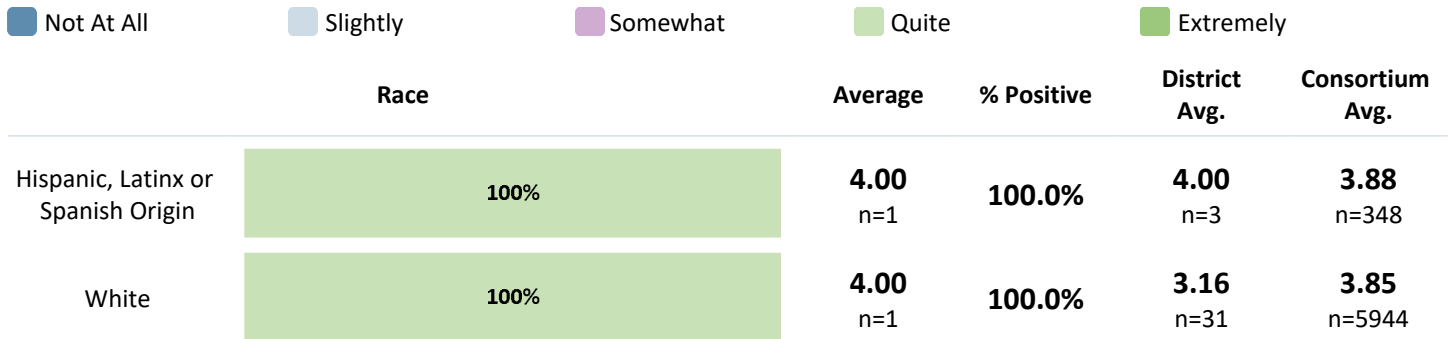 Not At All Slightly Somewhat Quite Extremely
Race Average % Positive District Avg. Consortium Avg.
Hispanic, Latinx or
Spanish Origin
100%
4.00
n=1
100.0%
4.00
n=3
3.88
n=348
White
100%
4.00
n=1
100.0%
3.16
n=31
3.85
n=5944